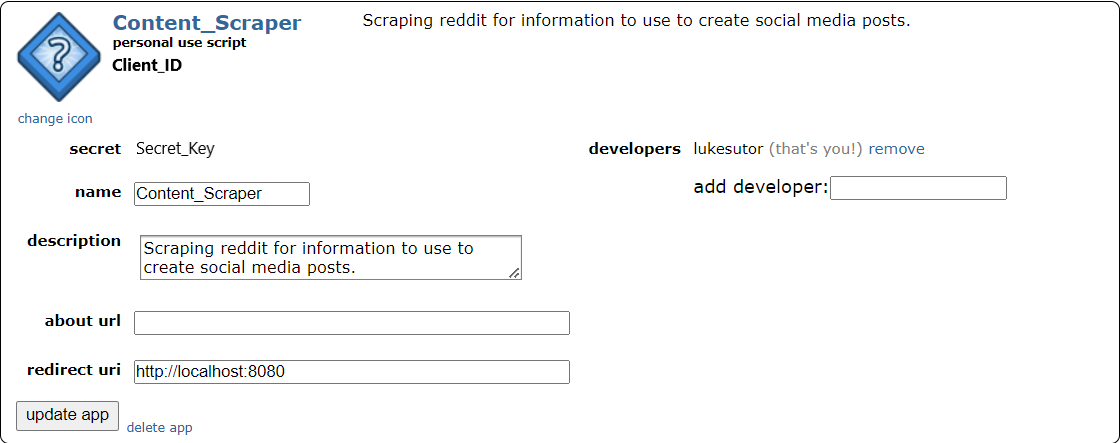 Content_Scraper
Scraping reddit for information to use to create social media posts.
personal use script
Client_ID
change icon
secret Secret_Key
developers lukesutor (that's you!) remove
name Content_Scraper
add developer:
description Scraping reddit for information to use to
create social media posts.
about url
redirect uri http://localhost:8080
update app delete app